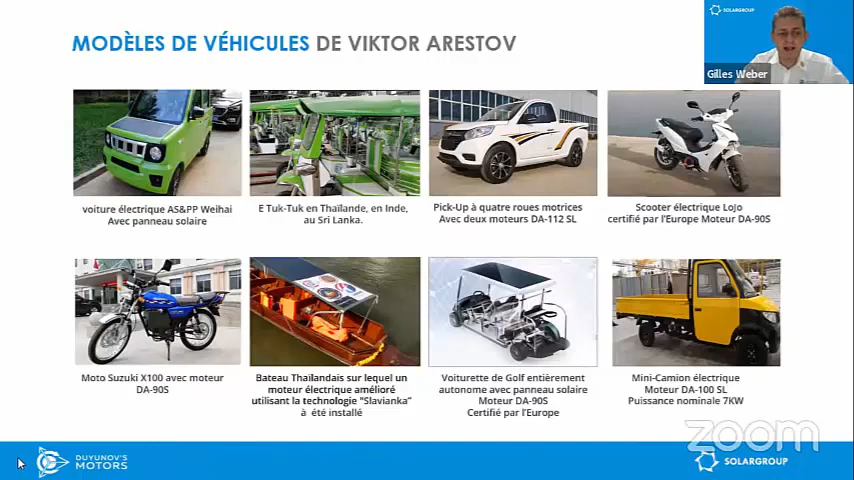 SOLARGROUP
MODÈLES DE VÉHICULES DE VIKTOR ARESTOV
Gilles Weber
voiture électrique AS&PP Weihai
Avec panneau solaire
E Tuk-Tuk en Thaïlande, en Inde,
au Sri Lanka.
Pick-Up à quatre roues motrices
Avec deux moteurs DA-112 SL
Scooter électrique LoJo
certifié par l'Europe Moteur DA-90S
Moto Suzuki X100 avec moteur
DA-90S
Bateau Thaïlandais sur lequel un
moteur électrique amélioré
utilisant la technologie "Slavianka"
à été installé
Voiturette de Golf entièrement
autonome avec panneau solaire
Moteur DA-90S
Certifié par l'Europe
Mini-Camion électrique
Moteur DA-100 SL
Puissance nominale 7KW
zoom
DUYUNOV'S
MOTORS
SOLARGROUP